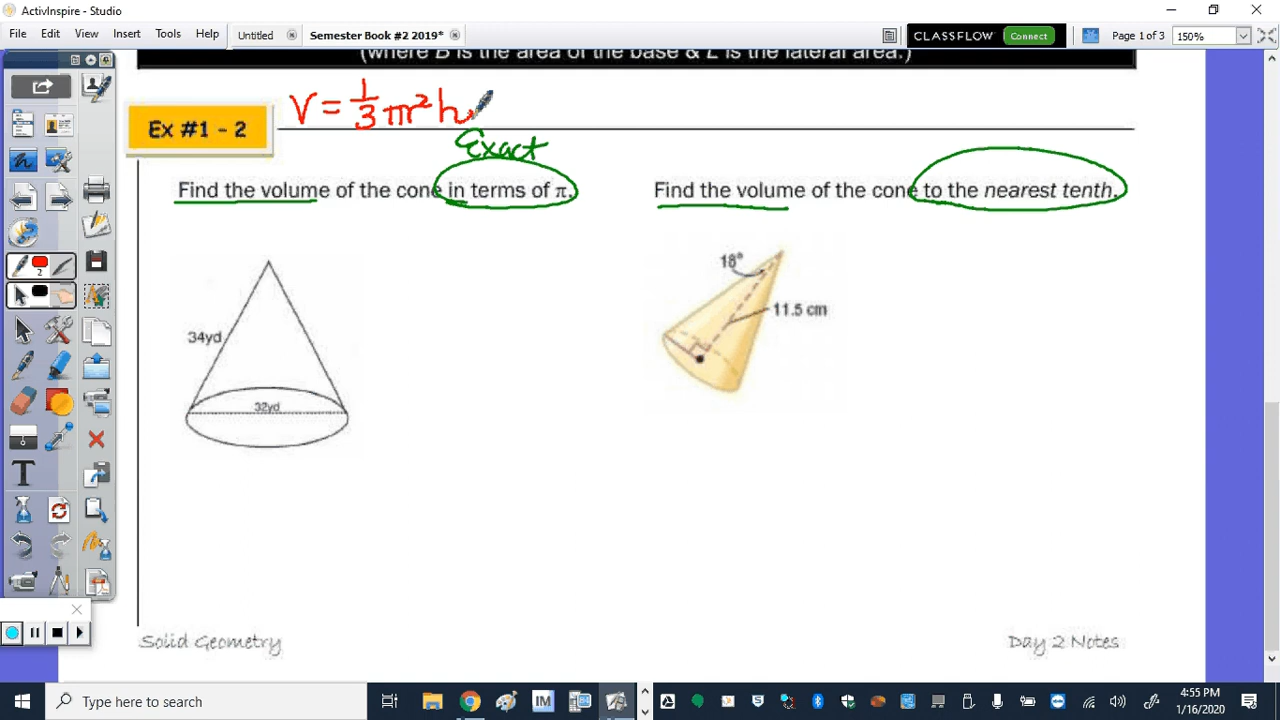 ActivInspire - Studio
File Edit View Insert Tools Help Untitled Semester Book #2 2019* CLASSFLOW Connect Page 1 of 3 150%
(where B is the area of the base & L is the lateral area.)
V = 1/3 πr² h
Ex #1 - 2
Exact
Find the volume of the cone in terms of π.
Find the volume of the cone to the nearest tenth.
34yd
32yd
18°
11.5 cm
2
T
Solid Geometry
Day 2 Notes
Type here to search
IM
4:55 PM
1/16/2020